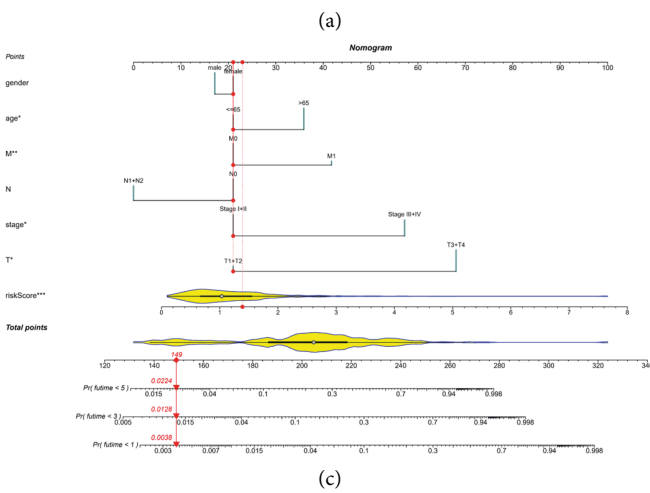 (a)
Nomogram
Points
0 10 20 30 40 50 60 70 80 90 100
male female
gender
<=65 >65
age*
M0
M1
M**
N0
N1+N2
N
Stage I+II Stage III+IV
stage*
T3+T4
T1+T2
T*
riskScore***
0 1 2 3 4 5 6 7 8
Total points
120 140 160 180 200 220 240 260 280 300 320 340
149
0.0224
Pr( futime < 5 )
0.015 0.04 0.1 0.3 0.7 0.94 0.998
0.0128
Pr( futime < 3 )
0.005 0.015 0.04 0.1 0.3 0.7 0.94 0.998
0.0038
Pr( futime < 1 )
0.003 0.007 0.015 0.04 0.1 0.3 0.7 0.94 0.998
(c)